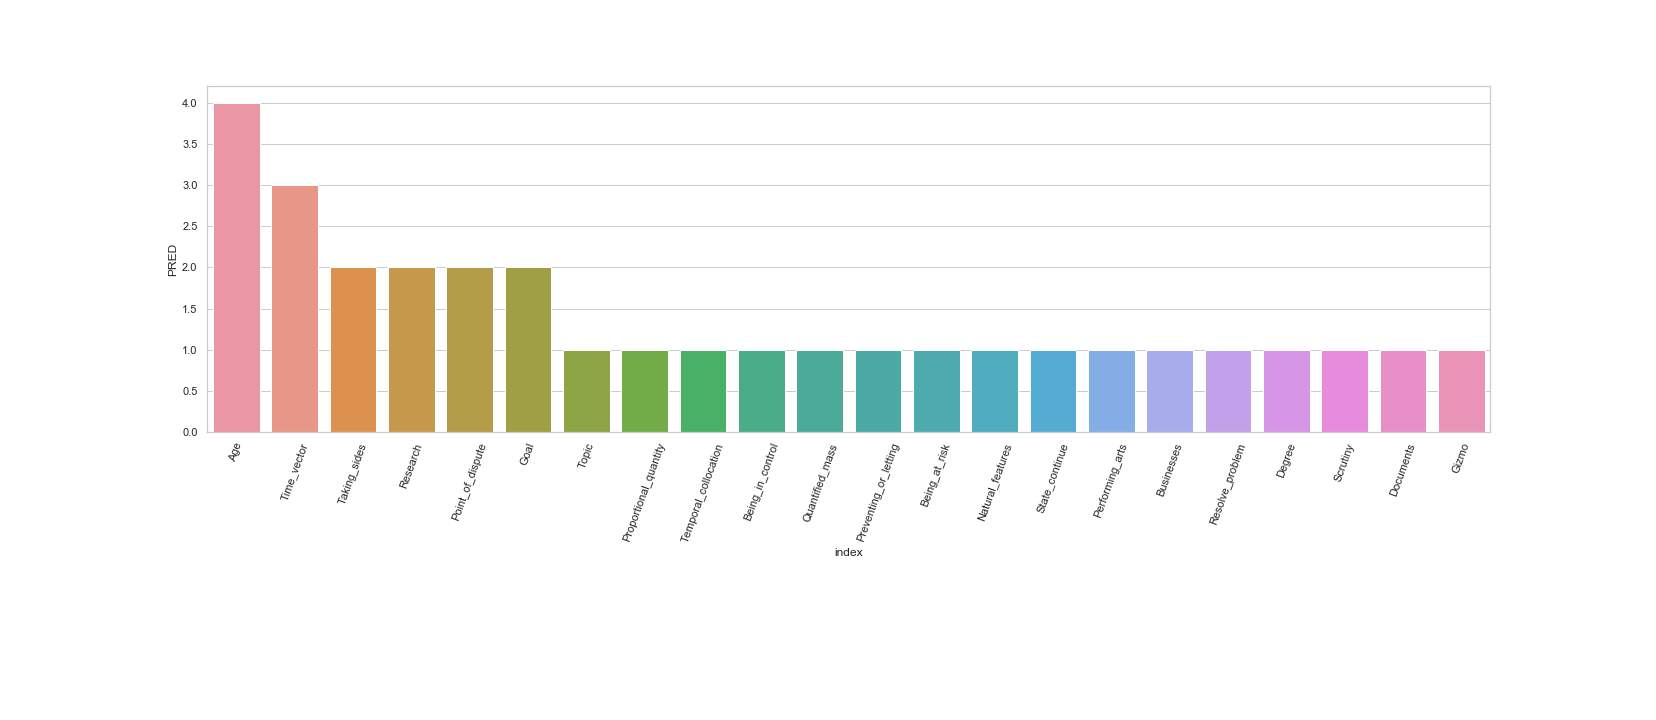 4.0
3.5
3.0
2.5
2.0
1.5
1.0
0.5
0.0
PRED
Age
Time_vector
Taking_sides
Research
Point_of_dispute
Goal
Topic
Proportional_quantity
Temporal_collocation
Being_in_control
Quantified_mass
Preventing_or_letting
Being_at_risk
Natural_features
State_continue
Performing_arts
Businesses
Resolve_problem
Degree
Scrutiny
Documents
Gizmo
index